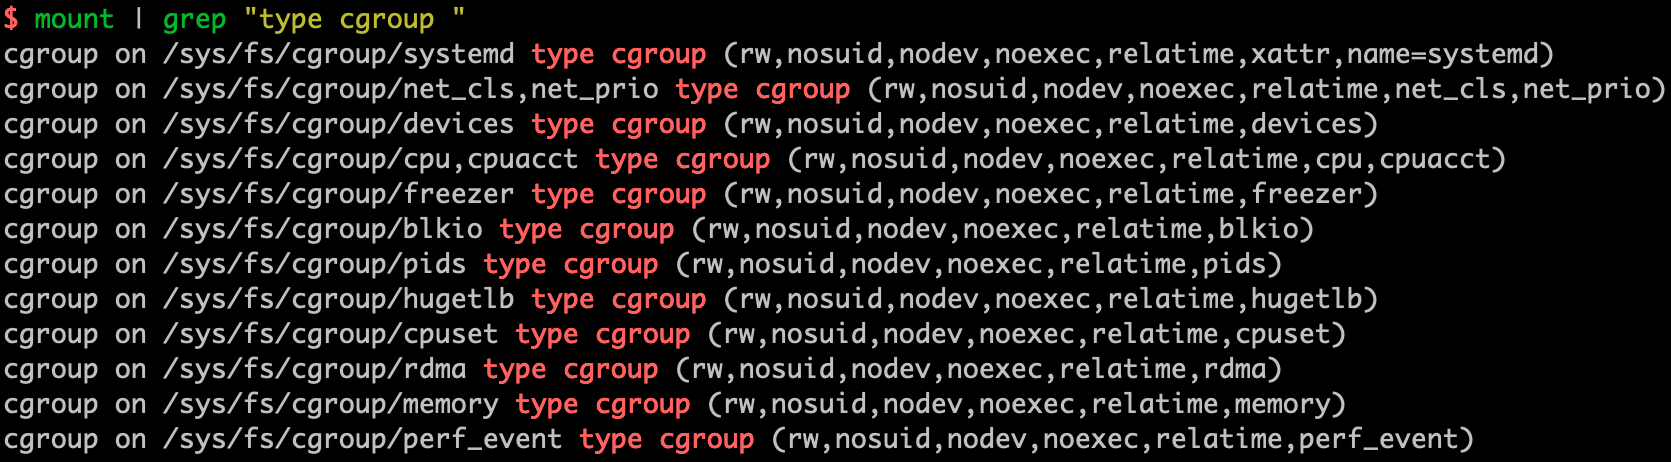 $ mount | grep "type cgroup "
cgroup on /sys/fs/cgroup/systemd type cgroup (rw,nosuid,nodev,noexec,relatime,xattr,name=systemd)
cgroup on /sys/fs/cgroup/net_cls,net_prio type cgroup (rw,nosuid,nodev,noexec,relatime,net_cls,net_prio)
cgroup on /sys/fs/cgroup/devices type cgroup (rw,nosuid,nodev,noexec,relatime,devices)
cgroup on /sys/fs/cgroup/cpu,cpuacct type cgroup (rw,nosuid,nodev,noexec,relatime,cpu,cpuacct)
cgroup on /sys/fs/cgroup/freezer type cgroup (rw,nosuid,nodev,noexec,relatime,freezer)
cgroup on /sys/fs/cgroup/blkio type cgroup (rw,nosuid,nodev,noexec,relatime,blkio)
cgroup on /sys/fs/cgroup/pids type cgroup (rw,nosuid,nodev,noexec,relatime,pids)
cgroup on /sys/fs/cgroup/hugetlb type cgroup (rw,nosuid,nodev,noexec,relatime,hugetlb)
cgroup on /sys/fs/cgroup/cpuset type cgroup (rw,nosuid,nodev,noexec,relatime,cpuset)
cgroup on /sys/fs/cgroup/rdma type cgroup (rw,nosuid,nodev,noexec,relatime,rdma)
cgroup on /sys/fs/cgroup/memory type cgroup (rw,nosuid,nodev,noexec,relatime,memory)
cgroup on /sys/fs/cgroup/perf_event type cgroup (rw,nosuid,nodev,noexec,relatime,perf_event)